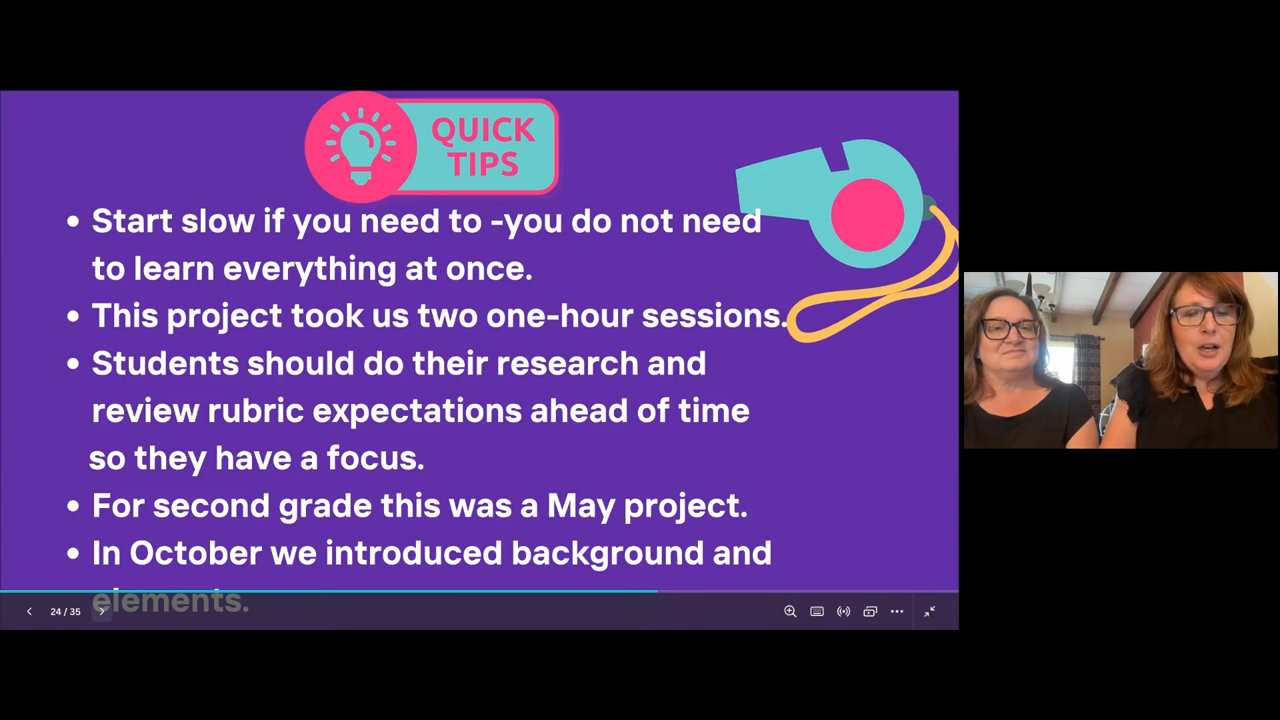 QUICK
TIPS
• Start slow if you need to -you do not need
to learn everything at once.
• This project took us two one-hour sessions.
• Students should do their research and
review rubric expectations ahead of time
so they have a focus.
• For second grade this was a May project.
• In October we introduced background and
elements.
24 / 35